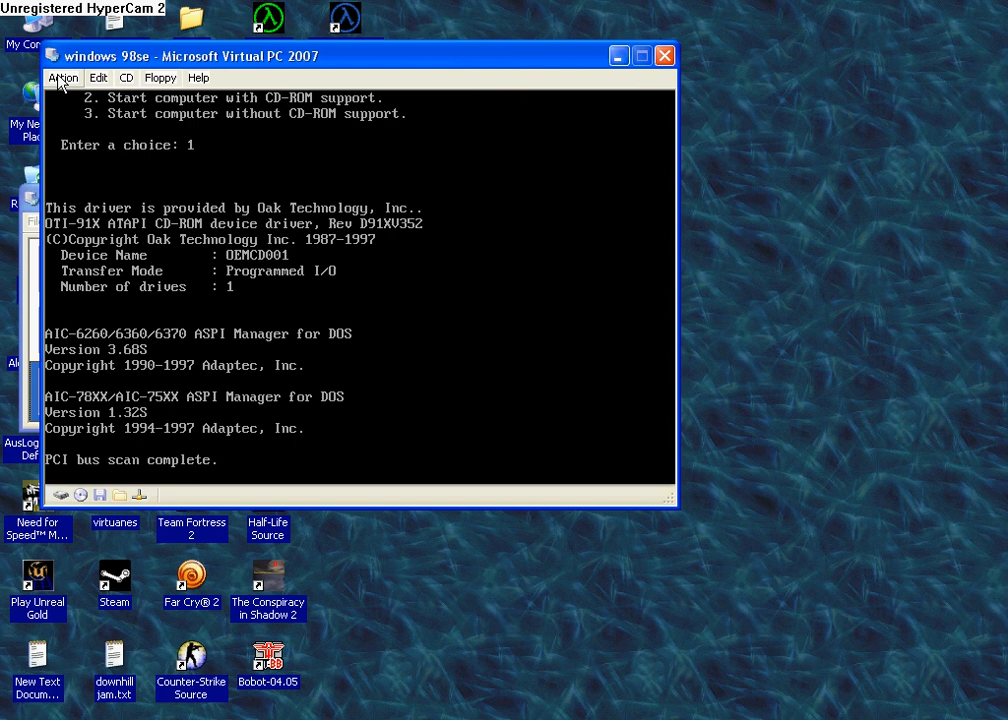 Unregistered HyperCam 2
My Con
windows 98se - Microsoft Virtual PC 2007
Action Edit CD Floppy Help
2. Start computer with CD-ROM support.
3. Start computer without CD-ROM support.
Enter a choice: 1
My Ne
Plac
R
Fil
This driver is provided by Oak Technology, Inc..
OTI-91X ATAPI CD-ROM device driver, Rev D91XV352
(C)Copyright Oak Technology Inc. 1987-1997
Device Name : OEMCD001
Transfer Mode : Programmed I/O
Number of drives : 1
AIC-6260/6360/6370 ASPI Manager for DOS
Version 3.68S
Copyright 1990-1997 Adaptec, Inc.
AIC-78XX/AIC-75XX ASPI Manager for DOS
Version 1.32S
Copyright 1994-1997 Adaptec, Inc.
PCI bus scan complete.
AusLog
Def
Need for
Speed™ M...
virtuanes
Team Fortress
2
Half-Life
Source
Play Unreal
Gold
Steam
Far Cry® 2
The Conspiracy
in Shadow 2
New Text
Docum...
downhill
jam.txt
Counter-Strike
Source
Bobot-04.05